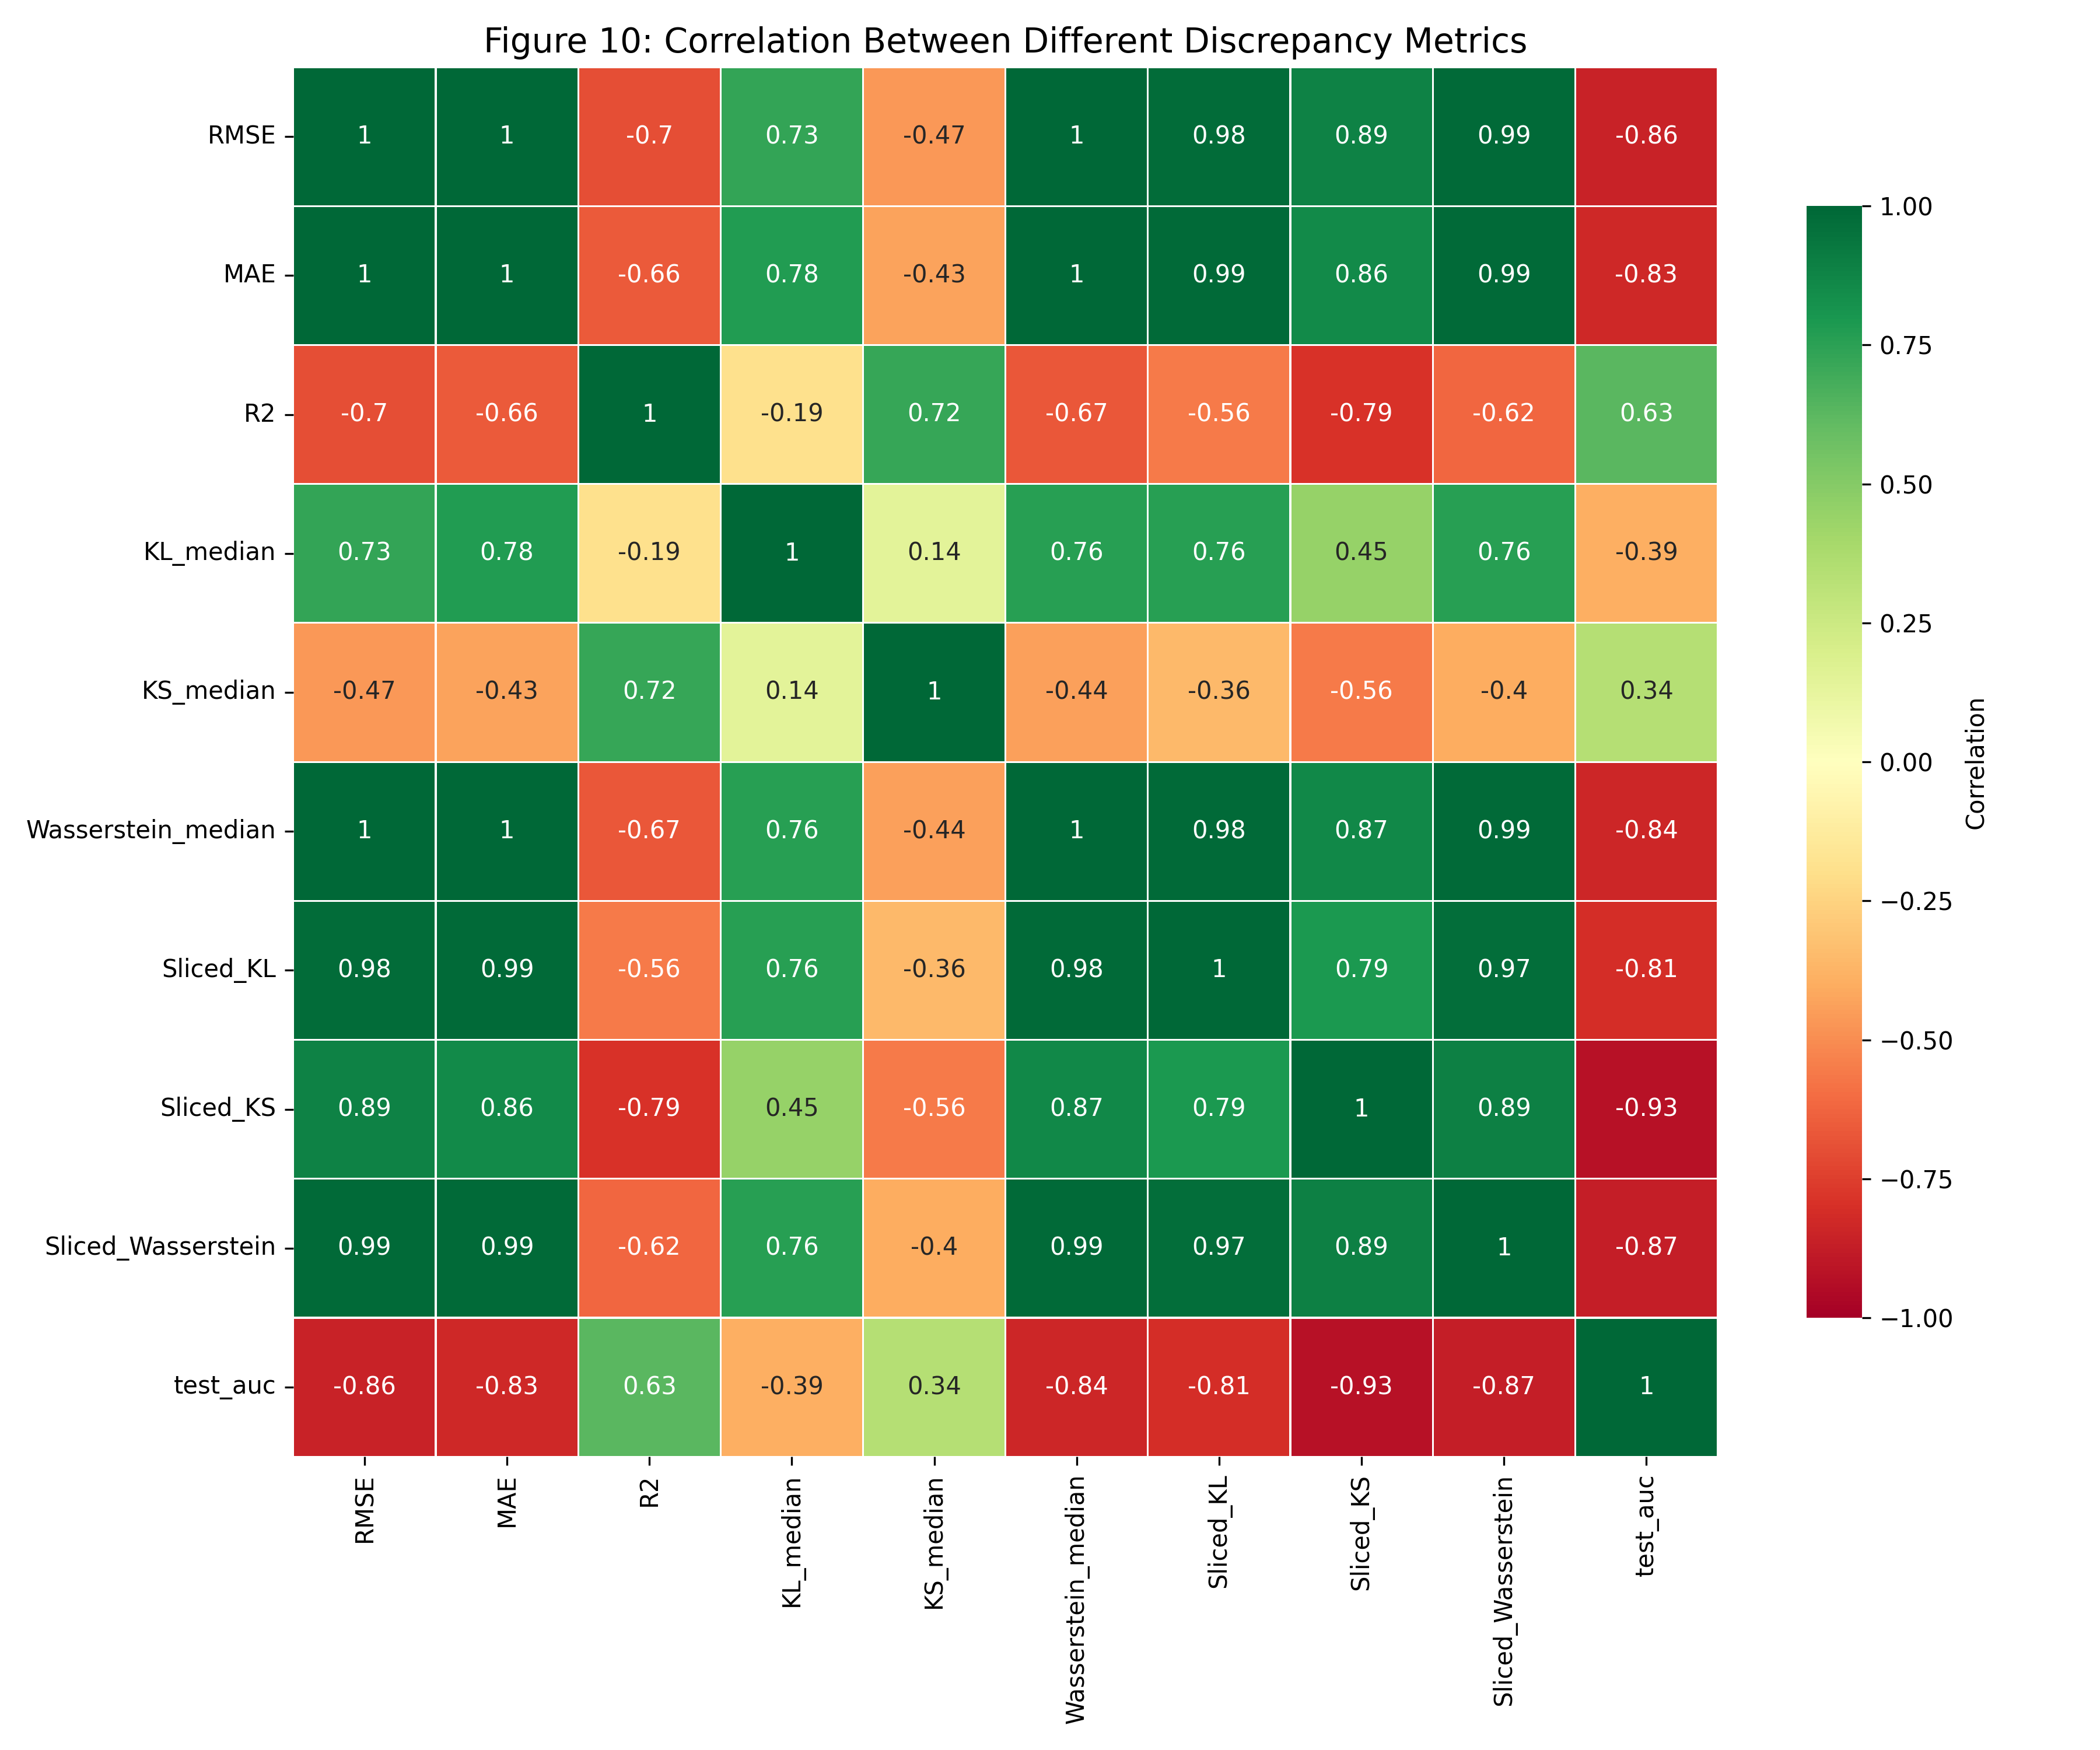 Figure 10: Correlation Between Different Discrepancy Metrics
RMSE 1 1 -0.7 0.73 -0.47 1 0.98 0.89 0.99 -0.86
MAE 1 1 -0.66 0.78 -0.43 1 0.99 0.86 0.99 -0.83
R2 -0.7 -0.66 1 -0.19 0.72 -0.67 -0.56 -0.79 -0.62 0.63
KL_median 0.73 0.78 -0.19 1 0.14 0.76 0.76 0.45 0.76 -0.39
KS_median -0.47 -0.43 0.72 0.14 1 -0.44 -0.36 -0.56 -0.4 0.34
Wasserstein_median 1 1 -0.67 0.76 -0.44 1 0.98 0.87 0.99 -0.84
Sliced_KL 0.98 0.99 -0.56 0.76 -0.36 0.98 1 0.79 0.97 -0.81
Sliced_KS 0.89 0.86 -0.79 0.45 -0.56 0.87 0.79 1 0.89 -0.93
Sliced_Wasserstein 0.99 0.99 -0.62 0.76 -0.4 0.99 0.97 0.89 1 -0.87
test_auc -0.86 -0.83 0.63 -0.39 0.34 -0.84 -0.81 -0.93 -0.87 1
RMSE
MAE
R2
KL_median
KS_median
Wasserstein_median
Sliced_KL
Sliced_KS
Sliced_Wasserstein
test_auc
1.00
0.75
0.50
0.25
0.00
−0.25
−0.50
−0.75
−1.00
Correlation